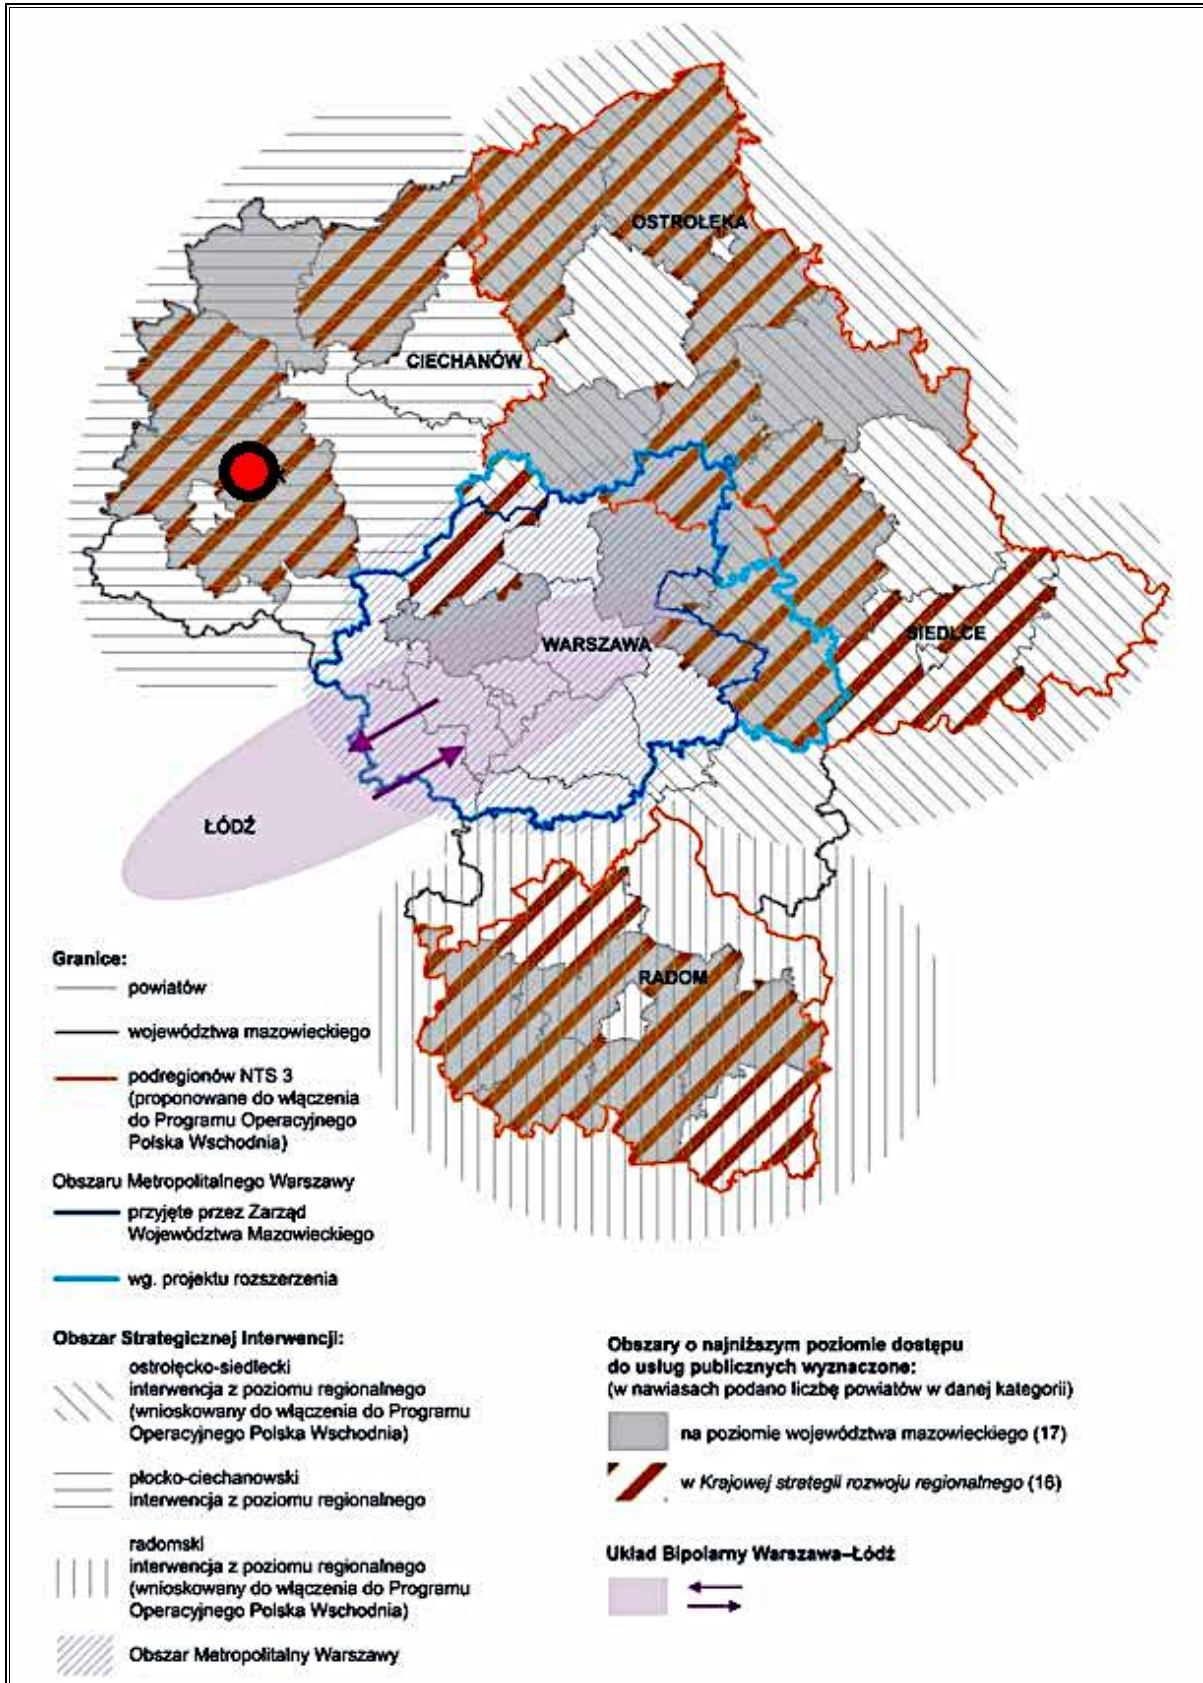 OSTROŁĘKA
CIECHANÓW
SIEDLCE
WARSZAWA
ŁÓDŹ
RADOM
Granice:
powiatów
województwa mazowieckiego
podregionów NTS 3
(proponowane do włączenia
do Programu Operacyjnego
Polska Wschodnia)
Obszaru Metropolitalnego Warszawy
przyjęte przez Zarząd
Województwa Mazowieckiego
wg. projektu rozszerzenia
Obszar Strategicznej Interwencji:
ostrołęcko-siedlecki
interwencja z poziomu regionalnego
(wnioskowany do włączenia do Programu
Operacyjnego Polska Wschodnia)
płocko-ciechanowski
interwencja z poziomu regionalnego
radomski
interwencja z poziomu regionalnego
(wnioskowany do włączenia do Programu
Operacyjnego Polska Wschodnia)
Obszar Metropolitalny Warszawy
Obszary o najniższym poziomie dostępu
do usług publicznych wyznaczone:
(w nawiasach podano liczbę powiatów w danej kategorii)
na poziomie województwa mazowieckiego (17)
w Krajowej strategii rozwoju regionalnego (16)
Układ Bipolarny Warszawa–Łódź